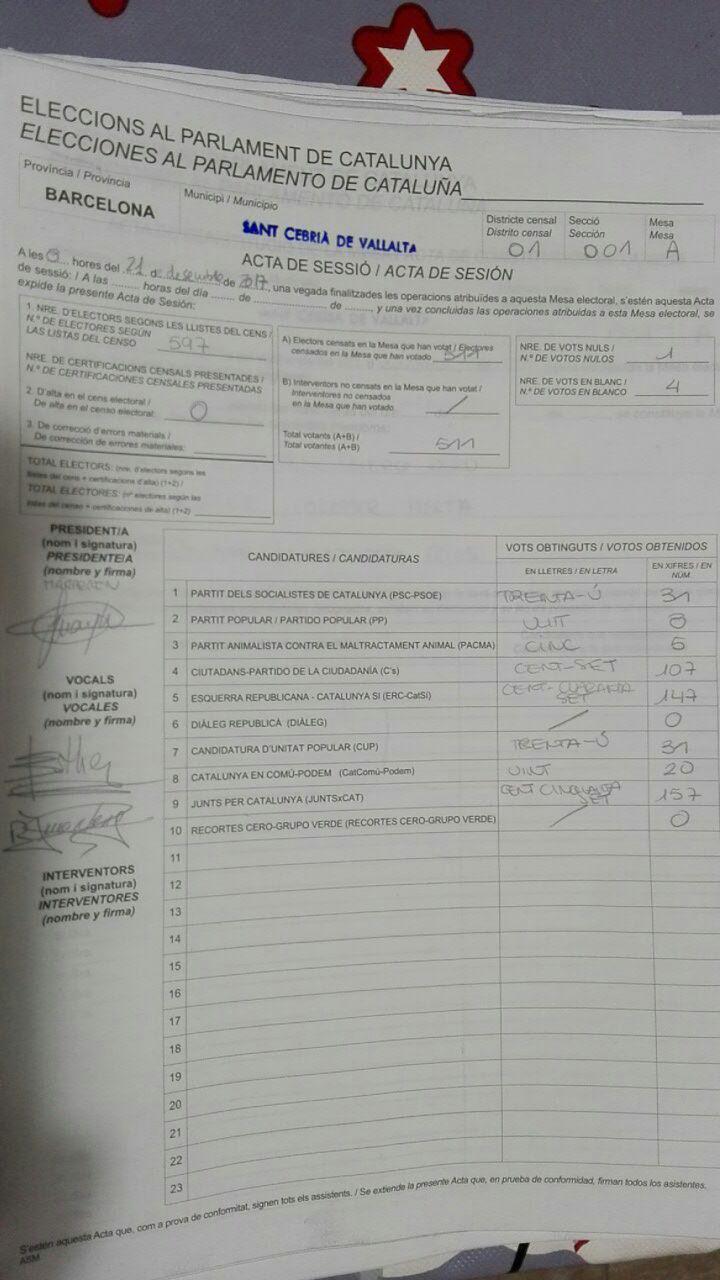 ELECCIONS AL PARLAMENT DE CATALUNYA
ELECCIONES AL PARLAMENTO DE CATALUÑA
Província / Provincia
BARCELONA
Municipi / Municipio
SANT CEBRIÀ DE VALLALTA
Districte censal
Distrito censal
01
Secció
Sección
001
Mesa
Mesa
A
ACTA DE SESSIÓ / ACTA DE SESIÓN
A les 9 hores del 21 d desembre de 2017, una vegada finalitzades les operacions atribuïdes a aquesta Mesa electoral, s'estén aquesta Acta
de sessió: / A las ........ horas del día ........ de ........ de ........ y una vez concluidas las operaciones atribuidas a esta Mesa electoral, se
expide la presente Acta de Sesión:
1. NRE. D'ELECTORS SEGONS LES LLISTES DEL CENS /
N.º DE ELECTORES SEGÚN
LAS LISTAS DEL CENSO 597
NRE. DE CERTIFICACIONS CENSALS PRESENTADES /
N.º DE CERTIFICACIONES CENSALES PRESENTADAS
2. D'alta en el cens electoral /
De alta en el censo electoral: 0
3. De correcció d'errors materials /
De corrección de errores materiales:
TOTAL ELECTORS: (nre. d'electors segons les
llistes del cens + certificacions d'alta) (1+2) /
TOTAL ELECTORES: (nº electores según las
listas del censo + certificaciones de alta) (1+2)
A) Electors censats en la Mesa que han votat / Electores
censados en la Mesa que han votado 511
B) Interventors no censats en la Mesa que han votat /
Interventores no censados
en la Mesa que han votado /
Total votants (A+B) /
Total votantes (A+B) 511
NRE. DE VOTS NULS /
N.º DE VOTOS NULOS 1
NRE. DE VOTS EN BLANC /
N.º DE VOTOS EN BLANCO 4
PRESIDENT/A
(nom i signatura)
PRESIDENTE/A
(nombre y firma)
VOCALS
(nom i signatura)
VOCALES
(nombre y firma)
Esther
INTERVENTORS
(nom i signatura)
INTERVENTORES
(nombre y firma)
CANDIDATURES / CANDIDATURAS
VOTS OBTINGUTS / VOTOS OBTENIDOS
EN LLETRES / EN LETRA
EN XIFRES / EN NÚM.
1 PARTIT DELS SOCIALISTES DE CATALUNYA (PSC-PSOE) TRENTA-Ú 31
2 PARTIT POPULAR / PARTIDO POPULAR (PP) VUIT 8
3 PARTIT ANIMALISTA CONTRA EL MALTRACTAMENT ANIMAL (PACMA) CINC 5
4 CIUTADANS-PARTIDO DE LA CIUDADANÍA (C's) CENT-SET 107
5 ESQUERRA REPUBLICANA - CATALUNYA SI (ERC-CatSí) CENT-CUARANTA SET 147
6 DIÀLEG REPUBLICÀ (DIÀLEG) / 0
7 CANDIDATURA D'UNITAT POPULAR (CUP) TRENTA-Ú 31
8 CATALUNYA EN COMÚ-PODEM (CatComú-Podem) VINT 20
9 JUNTS PER CATALUNYA (JUNTSxCAT) CENT CINQUANTA SET 157
10 RECORTES CERO-GRUPO VERDE (RECORTES CERO-GRUPO VERDE) / 0
11
12
13
14
15
16
17
18
19
20
21
22
23
S'estén aquesta Acta que, com a prova de conformitat, signen tots els assistents. / Se extiende la presente Acta que, en prueba de conformidad, firman todos los asistentes.